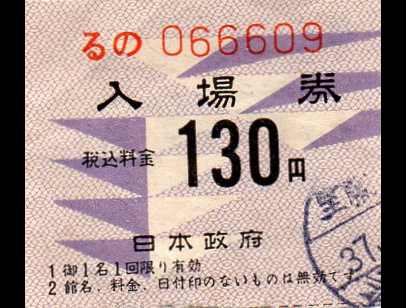 るの 066609
入場券
税込料金 130円
日本政府
1 御1名1回限り有効
2 館名、料金、日付印のないものは無効です
37.